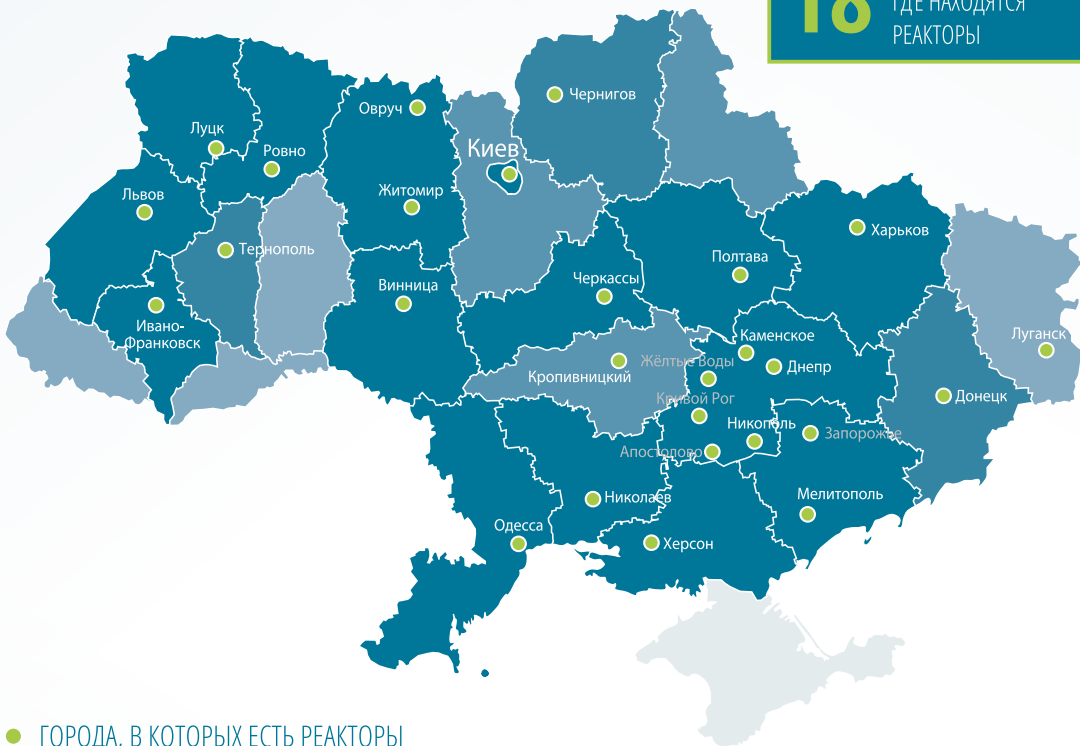 18
ГДЕ НАХОДЯТСЯ
РЕАКТОРЫ
Чернигов
Овруч
Луцк
Ровно
Киев
Житомир
Львов
Харьков
Тернополь
Полтава
Черкассы
Винница
Ивано-
Франковск
Луганск
Каменское
Жёлтые Воды
Днепр
Кропивницкий
Кривой Рог
Донецк
Никополь
Запорожье
Апостолово
Мелитополь
Николаев
Одесса
Херсон
ГОРОДА, В КОТОРЫХ ЕСТЬ РЕАКТОРЫ